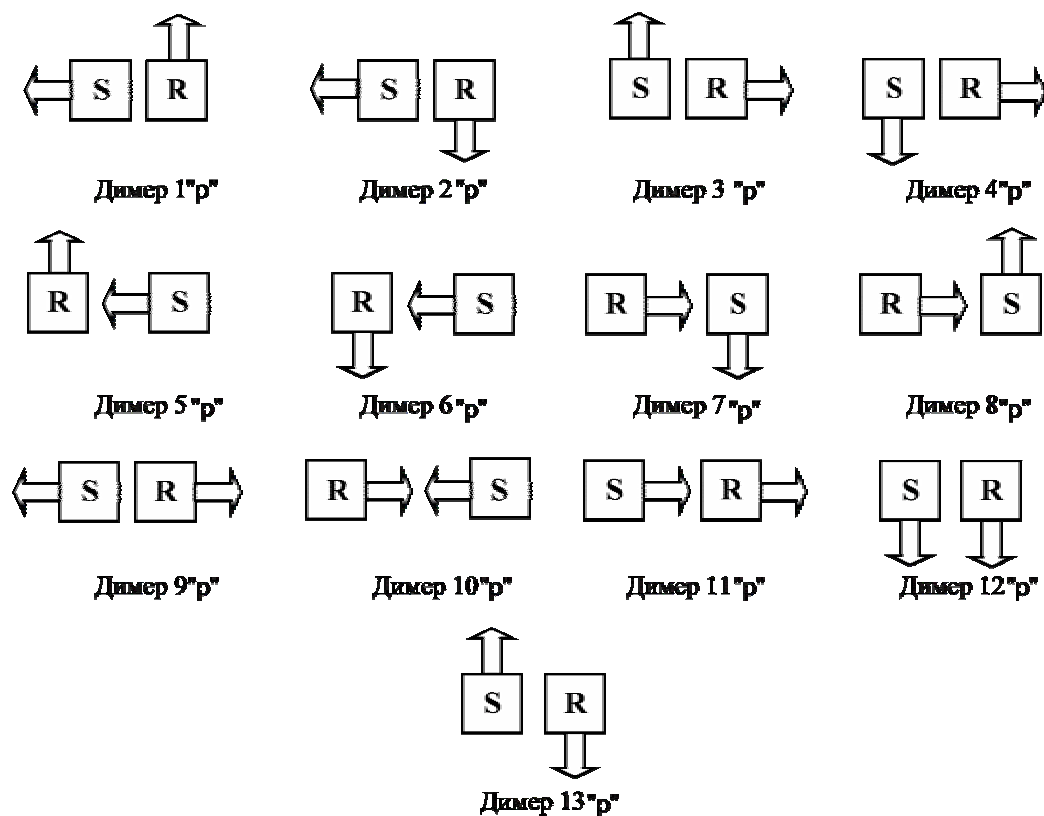 S R S R S R S R
Димер 1"р" Димер 2"р" Димер 3 "р" Димер 4"р"
R S R S R S R S
Димер 5 "р" Димер 6 "р" Димер 7"р" Димер 8"р"
S R R S S R S R
Димер 9"р" Димер 10"р" Димер 11"р" Димер 12"р"
S R
Димер 13"р"